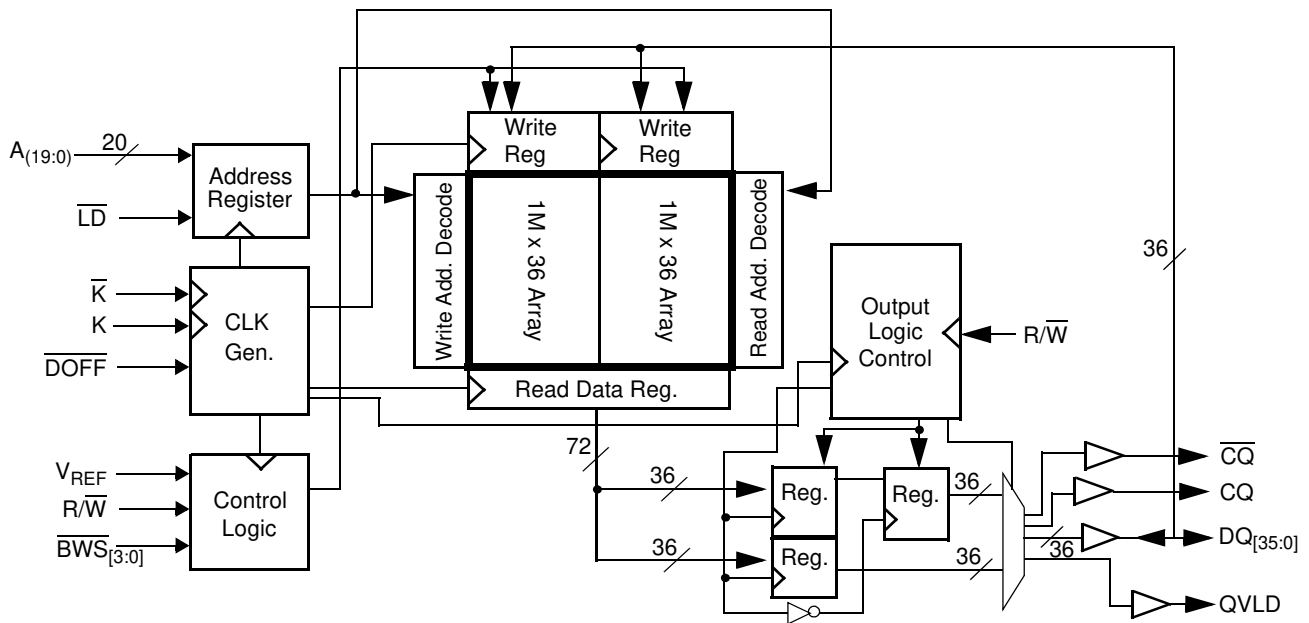 A(19:0)
20
LD
Address
Register
K
K
DOFF
CLK
Gen.
VREF
R/W
BWS[3:0]
Control
Logic
Write
Reg
Write
Reg
Write Add. Decode
1M x 36 Array
1M x 36 Array
Read Add. Decode
Read Data Reg.
72
36
36
Reg.
Reg.
Reg.
36
36
Output
Logic
Control
R/W
36
36
CQ
CQ
DQ[35:0]
QVLD